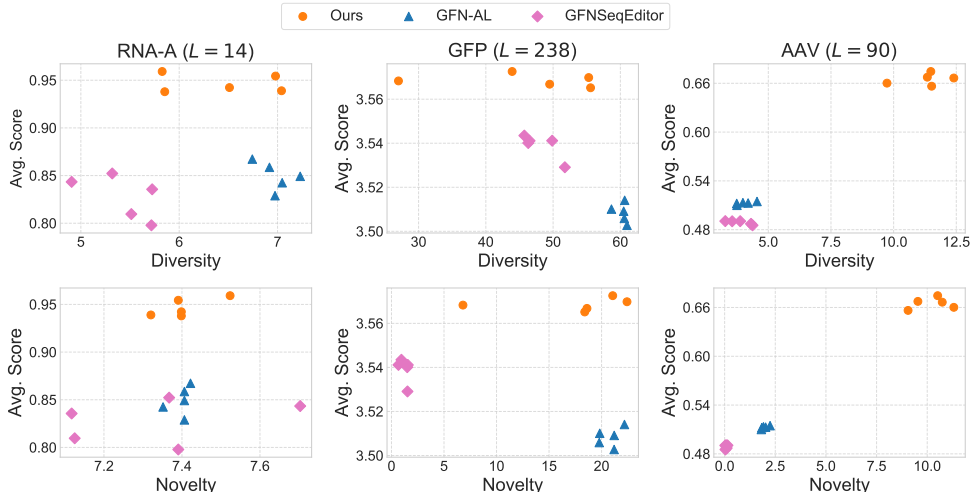 Ours GFN-AL GFNSeqEditor
RNA-A (L = 14) GFP (L = 238) AAV (L = 90)
Avg. Score
0.95
0.90
0.85
0.80
5 6 7
Diversity
Avg. Score
3.56
3.54
3.52
3.50
30 40 50 60
Diversity
Avg. Score
0.66
0.60
0.54
0.48
5.0 7.5 10.0 12.5
Diversity
Avg. Score
0.95
0.90
0.85
0.80
7.2 7.4 7.6
Novelty
Avg. Score
3.56
3.54
3.52
3.50
0 5 10 15 20
Novelty
Avg. Score
0.66
0.60
0.54
0.48
0.0 2.5 5.0 7.5 10.0
Novelty